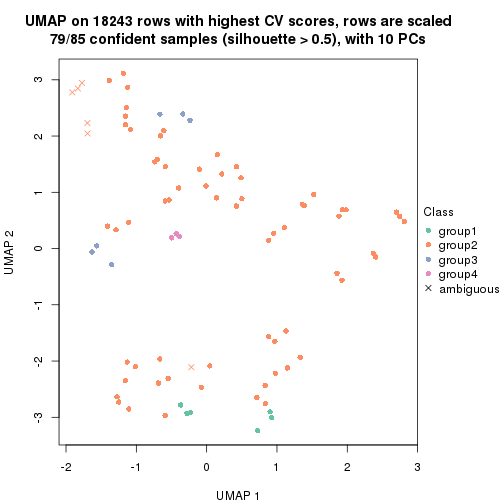 UMAP on 18243 rows with highest CV scores, rows are scaled
79/85 confident samples (silhouette > 0.5), with 10 PCs
3
2
1
0
-1
-2
-3
UMAP 2
-2
-1
0
1
2
3
UMAP 1
Class
group1
group2
group3
group4
ambiguous